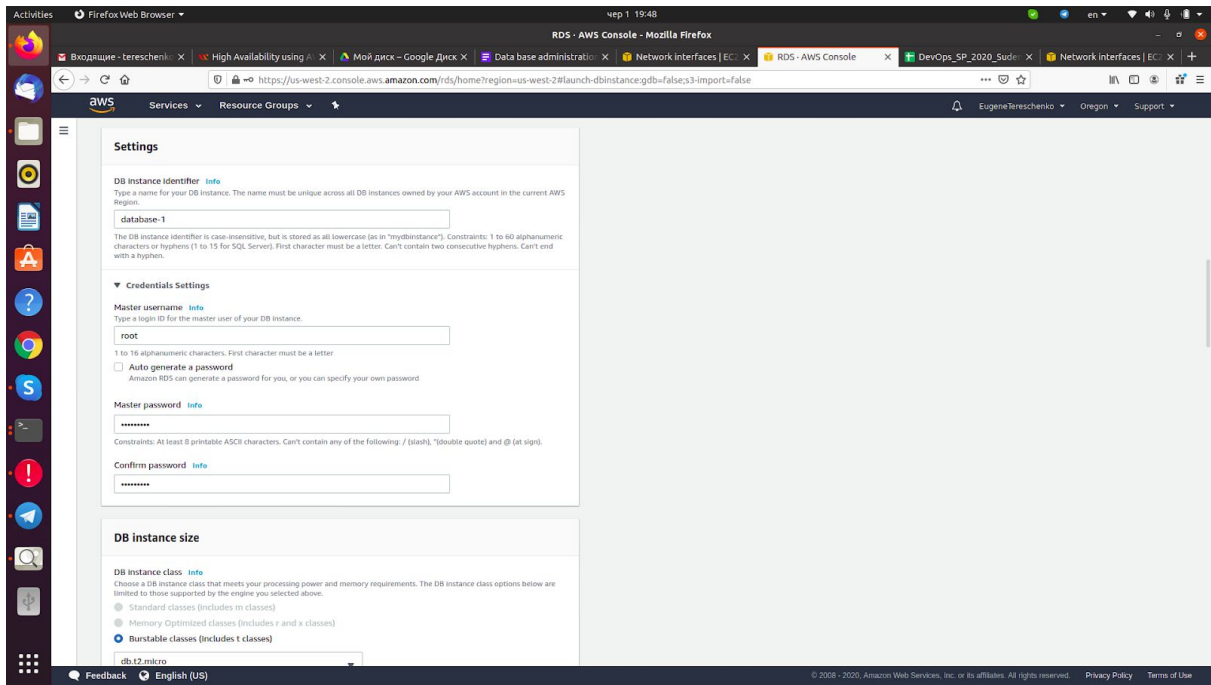 Activities Firefox Web Browser чер 1 19:48 en
RDS · AWS Console - Mozilla Firefox
Входящие - tereschenko High Availability using A Мой диск – Google Диск Data base administration Network interfaces | EC2 RDS · AWS Console DevOps_SP_2020_Suden Network interfaces | EC2
https://us-west-2.console.aws.amazon.com/rds/home?region=us-west-2#launch-dbinstance:gdb=false;s3-import=false
aws Services Resource Groups EugeneTereschenko Oregon Support
Settings
DB instance identifier Info
Type a name for your DB instance. The name must be unique across all DB instances owned by your AWS account in the current AWS
Region.
database-1
The DB instance identifier is case-insensitive, but is stored as all lowercase (as in "mydbinstance"). Constraints: 1 to 60 alphanumeric
characters or hyphens (1 to 15 for SQL Server). First character must be a letter. Can't contain two consecutive hyphens. Can't end
with a hyphen.
Credentials Settings
Master username Info
Type a login ID for the master user of your DB instance.
root
1 to 16 alphanumeric characters. First character must be a letter
Auto generate a password
Amazon RDS can generate a password for you, or you can specify your own password
Master password Info
•••••••••
Constraints: At least 8 printable ASCII characters. Can't contain any of the following: / (slash), "(double quote) and @ (at sign).
Confirm password Info
•••••••••
DB instance size
DB instance class Info
Choose a DB instance class that meets your processing power and memory requirements. The DB instance class options below are
limited to those supported by the engine you selected above.
Standard classes (includes m classes)
Memory Optimized classes (includes r and x classes)
Burstable classes (includes t classes)
db.t2.micro
Feedback English (US) © 2008 - 2020, Amazon Web Services, Inc. or its affiliates. All rights reserved. Privacy Policy Terms of Use